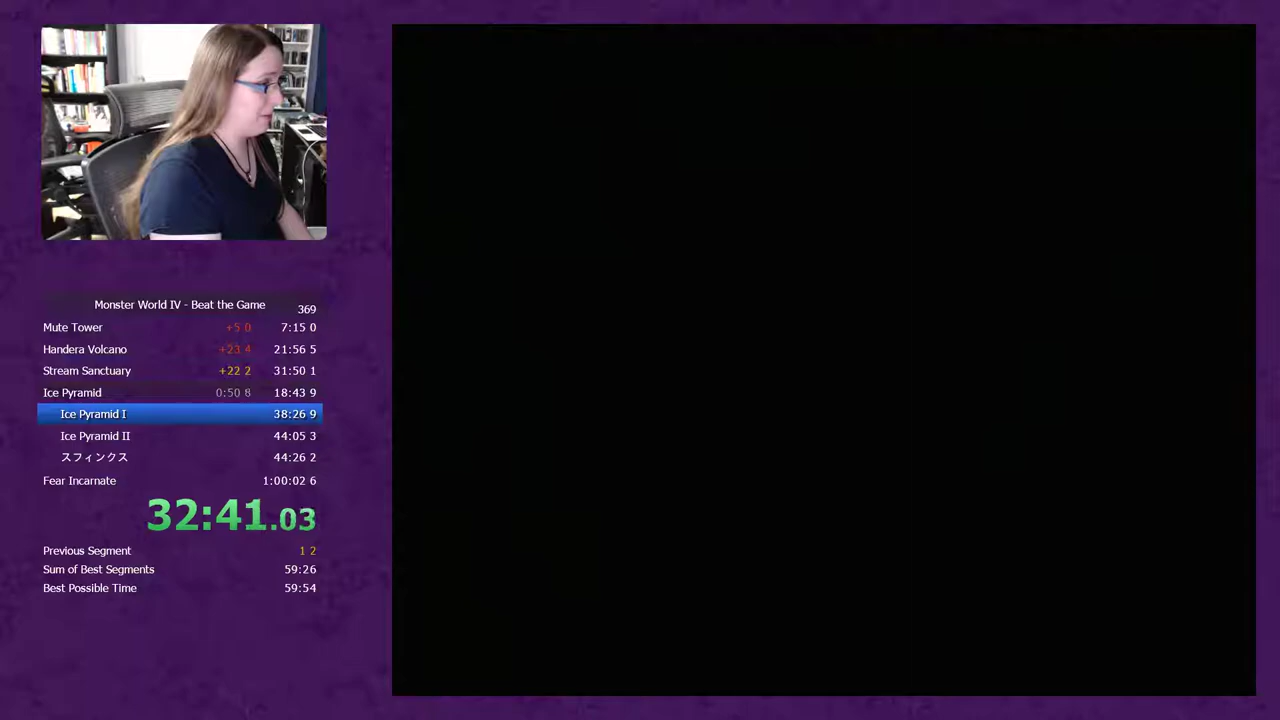 Monster World IV - Beat the Game 369
Mute Tower +5 0 7:15 0
Handera Volcano +23 4 21:56 5
Stream Sanctuary +22 2 31:50 1
Ice Pyramid 0:50 8 18:43 9
Ice Pyramid I 38:26 9
Ice Pyramid II 44:05 3
スフィンクス 44:26 2
Fear Incarnate 1:00:02 6
32:41.03
Previous Segment 1 2
Sum of Best Segments 59:26
Best Possible Time 59:54